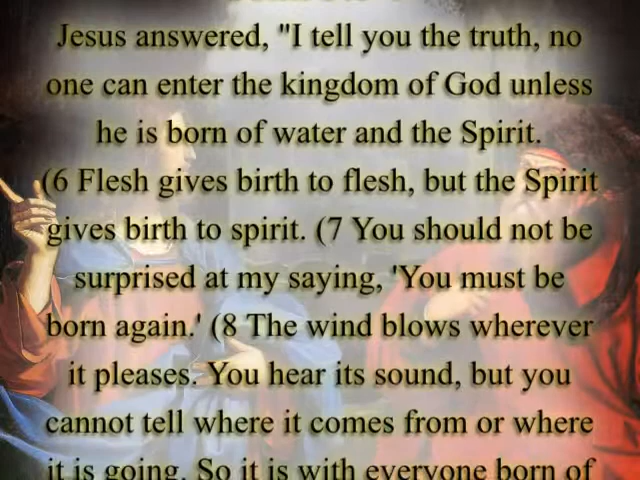 Jesus answered, "I tell you the truth, no
one can enter the kingdom of God unless
he is born of water and the Spirit.
(6 Flesh gives birth to flesh, but the Spirit
gives birth to spirit. (7 You should not be
surprised at my saying, 'You must be
born again.' (8 The wind blows wherever
it pleases. You hear its sound, but you
cannot tell where it comes from or where
it is going. So it is with everyone born of